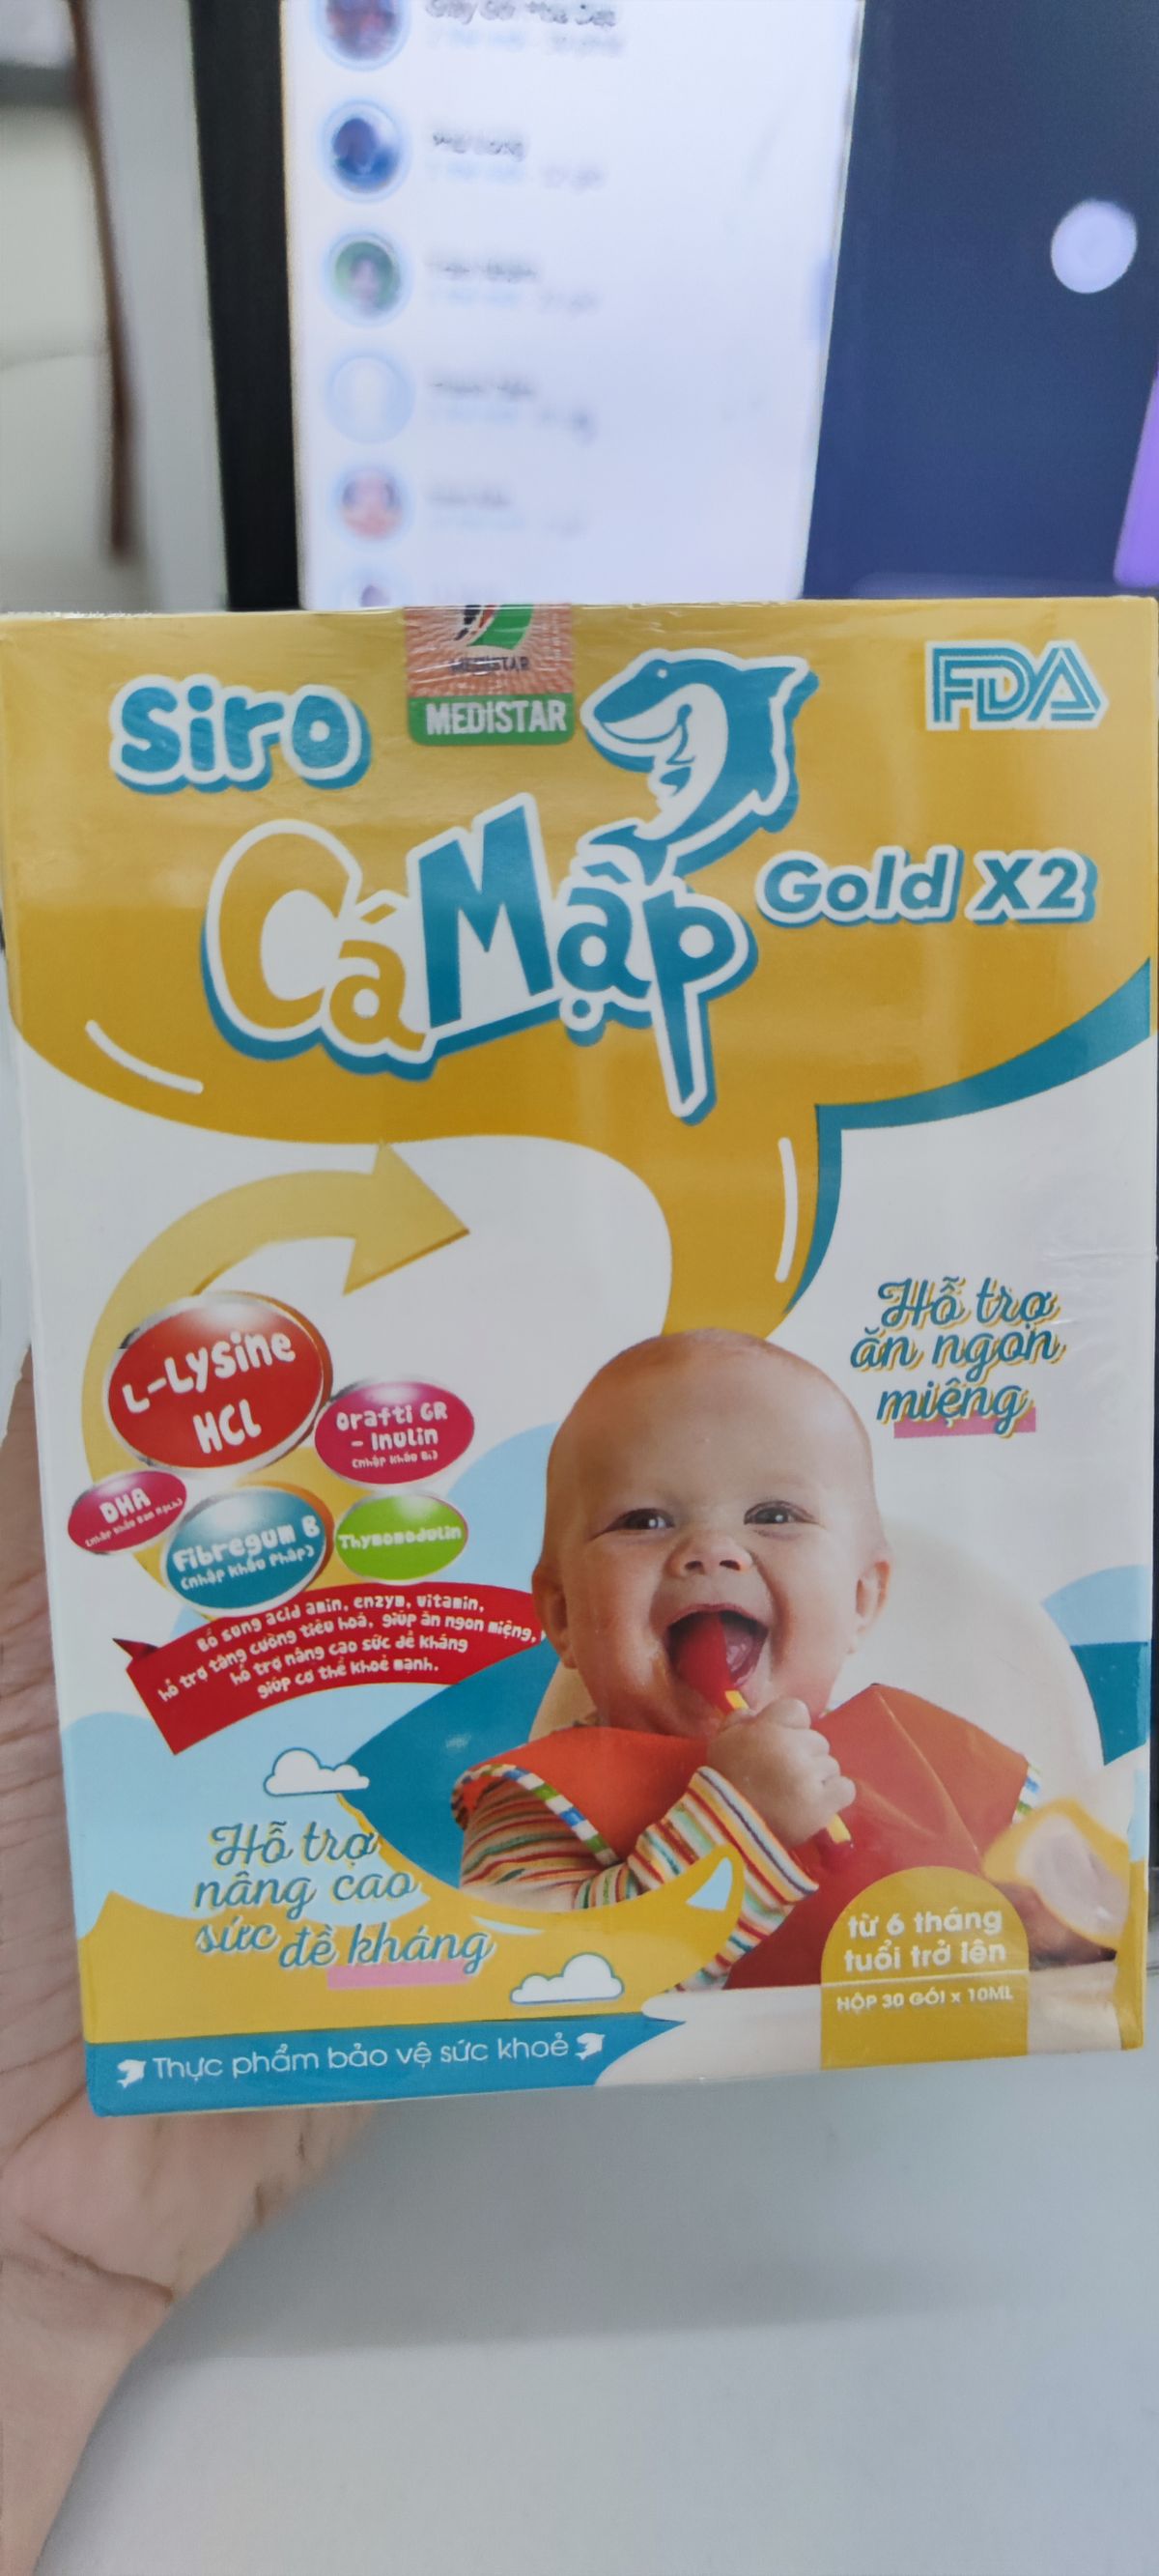 MEDISTAR
MEDISTAR
FDA
Siro
Cá Mập
Gold X2
Hỗ trợ
ăn ngon
miệng
L-Lysine
HCL
Orafti GR
- Inulin
(nhập khẩu Bỉ)
DHA
Fibregum B
(nhập khẩu Pháp)
Thymomodulin
Bổ sung acid amin, enzym, vitamin,
hỗ trợ tăng cường tiêu hoá, giúp ăn ngon miệng,
hỗ trợ nâng cao sức đề kháng
giúp cơ thể khoẻ mạnh.
Hỗ trợ
nâng cao
sức đề kháng
từ 6 tháng
tuổi trở lên
HỘP 30 GÓI x 10ML
Thực phẩm bảo vệ sức khoẻ